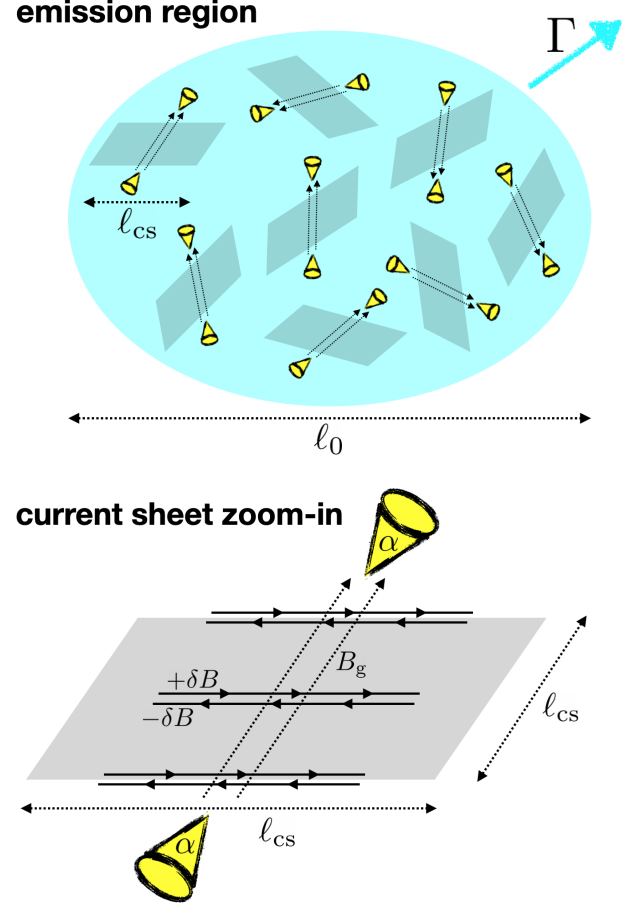 emission region
Γ
ℓcs
ℓ0
current sheet zoom-in
α
Bg
+δB
−δB
ℓcs
ℓcs
α